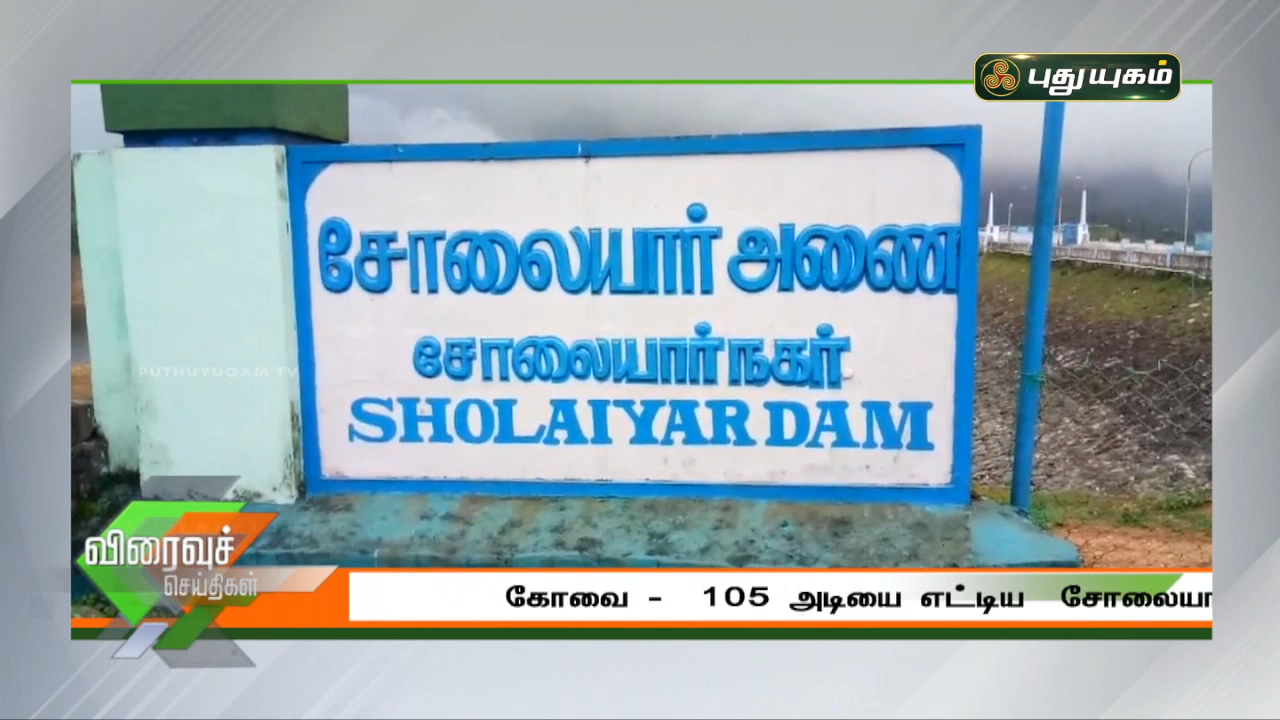 புதுயுகம்
சோலையார் அணை
சோலையார் நகர்
SHOLAIYAR DAM
PUTHUYUGAM TV
விரைவுச்
செய்திகள்
கோவை - 105 அடியை எட்டிய சோலையா